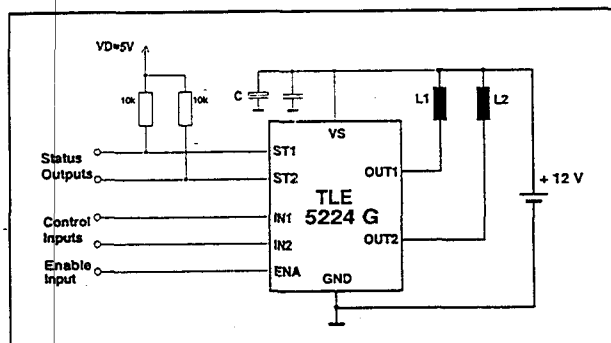 VD=5V
10k
10k
C
L1
L2
VS
Status
Outputs
ST1
ST2
OUT1
TLE
5224 G
+ 12 V
Control
Inputs
IN1
IN2
OUT2
Enable
Input
ENA
GND